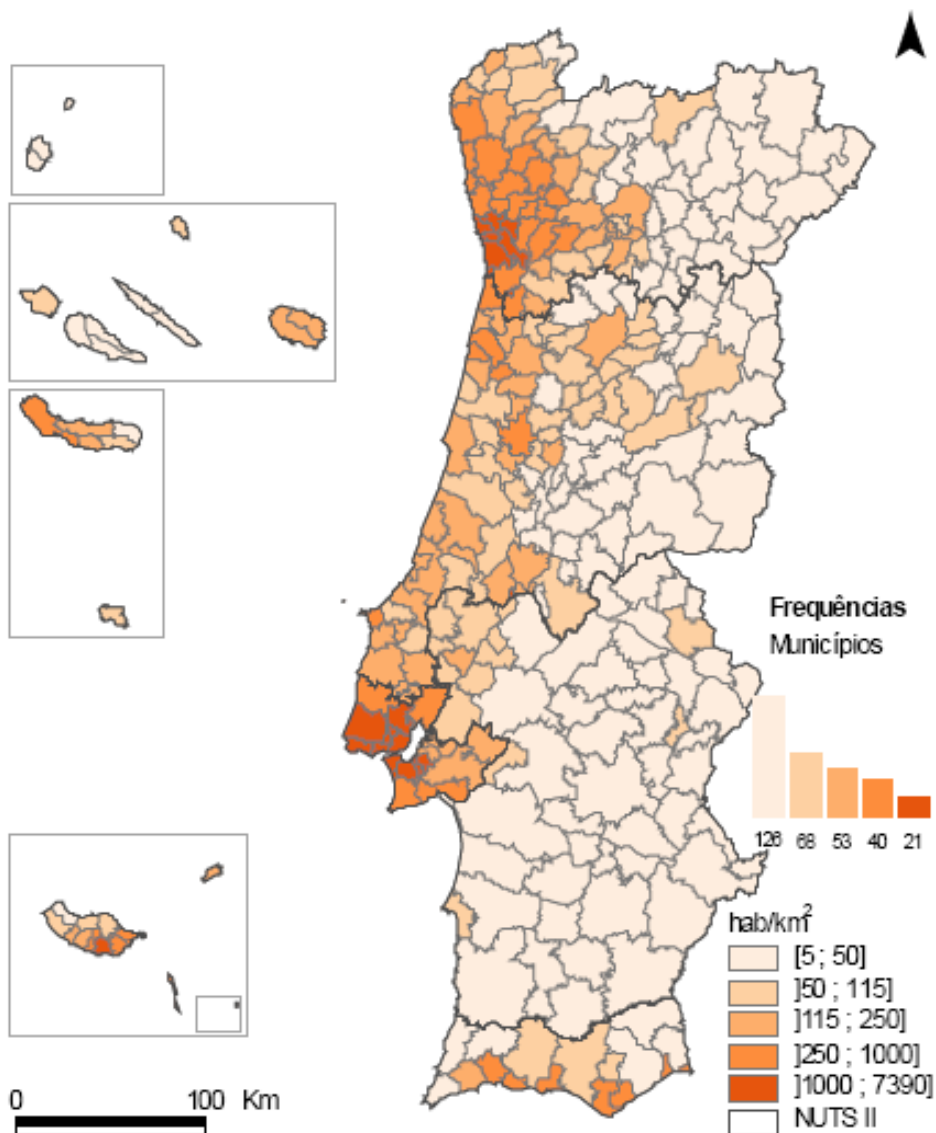 Frequências
Municípios
126 68 53 40 21
hab/km²
[5 ; 50]
]50 ; 115]
]115 ; 250]
]250 ; 1000]
]1000 ; 7390]
NUTS II
0 100 Km